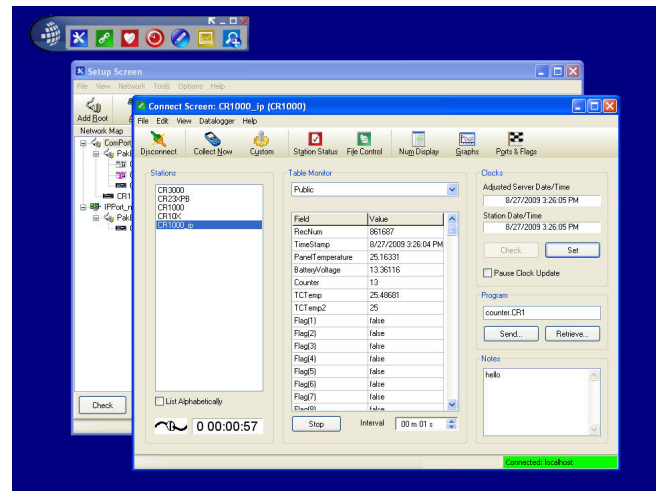 Setup Screen
File View Network Tools Options Help
Add Root
Network Map
ComPort
PakB
PakB
CR1
IPPort_n
PakB
Check
Connect Screen: CR1000_ip (CR1000)
File Edit View Datalogger Help
Disconnect Collect Now Custom Station Status File Control Num Display Graphs Ports & Flags
Stations
CR3000
CR23XPB
CR1000
CR10X
CR1000_ip
List Alphabetically
0 00:00:57
Table Monitor
Public
Field Value
RecNum 861687
TimeStamp 8/27/2009 3:26:04 PM
PanelTemperature 25.16331
BatteryVoltage 13.36116
Counter 13
TCTemp 25.48681
TCTemp2 25
Flag(1) false
Flag(2) false
Flag(3) false
Flag(4) false
Flag(5) false
Flag(6) false
Flag(7) false
Flag(8) false
Stop Interval 00 m 01 s
Clocks
Adjusted Server Date/Time
8/27/2009 3:26:05 PM
Station Date/Time
8/27/2009 3:26:05 PM
Check Set
Pause Clock Update
Program
counter.CR1
Send... Retrieve...
Notes
hello
Connected: localhost